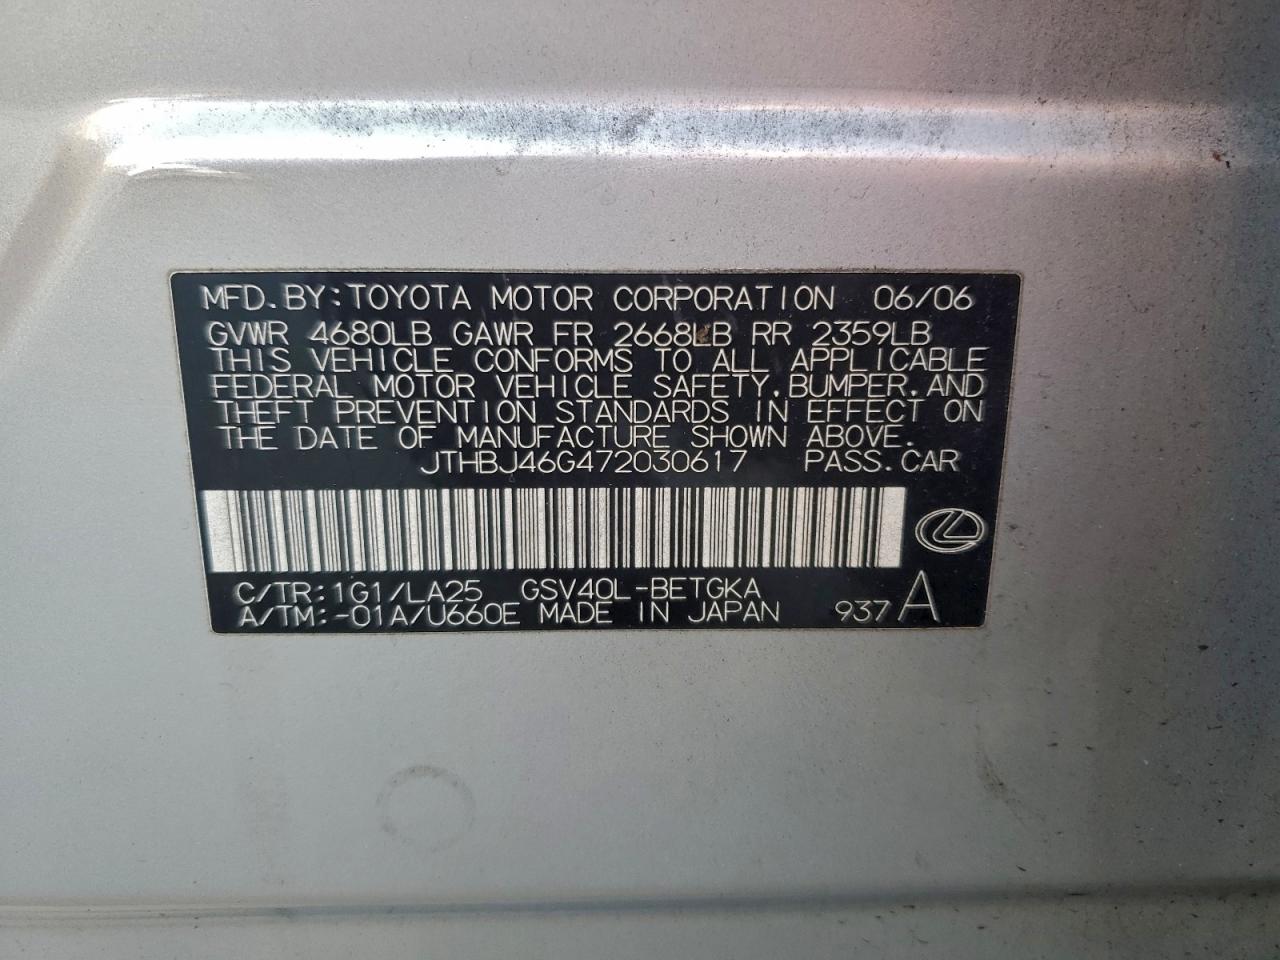 MFD.BY:TOYOTA MOTOR CORPORATION 06/06
GVWR 4680LB GAWR FR 2668LB RR 2359LB
THIS VEHICLE CONFORMS TO ALL APPLICABLE
FEDERAL MOTOR VEHICLE SAFETY,BUMPER,AND
THEFT PREVENTION STANDARDS IN EFFECT ON
THE DATE OF MANUFACTURE SHOWN ABOVE.
JTHBJ46G472030617 PASS.CAR
C/TR:1G1/LA25 GSV40L-BETGKA
A/TM:-01A/U660E MADE IN JAPAN 937 A